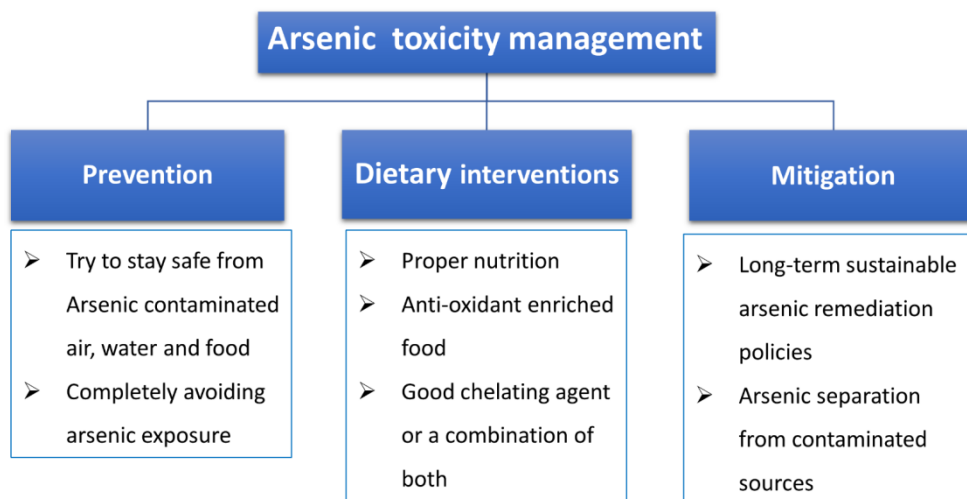 Arsenic toxicity management
Prevention
Dietary interventions
Mitigation
➢ Try to stay safe from
Arsenic contaminated
air, water and food
➢ Completely avoiding
arsenic exposure
➢ Proper nutrition
➢ Anti-oxidant enriched
food
➢ Good chelating agent
or a combination of
both
➢ Long-term sustainable
arsenic remediation
policies
➢ Arsenic separation
from contaminated
sources